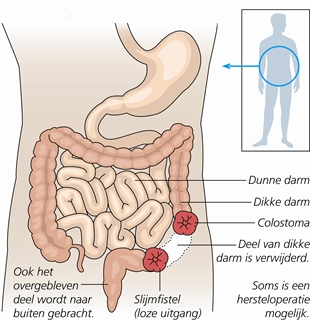 Dunne darm
Dikke darm
Colostoma
Deel van dikke
darm is verwijderd.
Ook het
overgebleven
deel wordt naar
buiten gebracht.
Slijmfistel
(loze uitgang)
Soms is een
hersteloperatie
mogelijk.